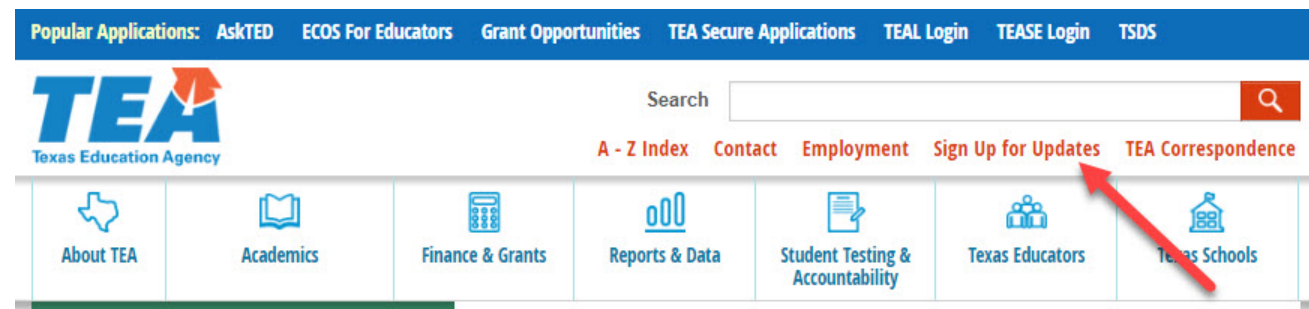 Popular Applications: AskTED ECOS For Educators Grant Opportunities TEA Secure Applications TEAL Login TEASE Login TSDS
TEA
Texas Education Agency
Search
A - Z Index Contact Employment Sign Up for Updates TEA Correspondence
About TEA Academics Finance & Grants Reports & Data Student Testing & Accountability Texas Educators Texas Schools